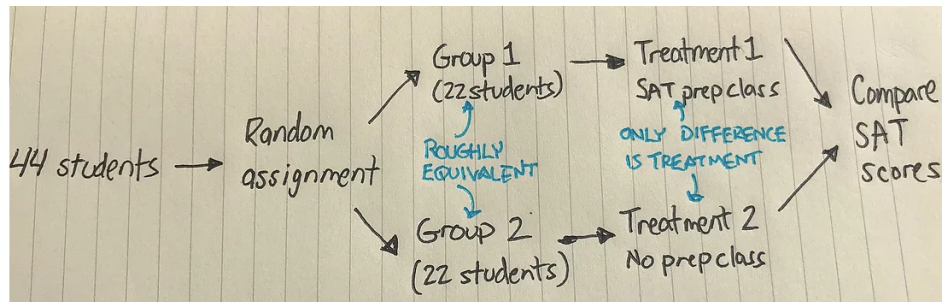 44 students
Random
assignment
Group 1
(22 students)
ROUGHLY
EQUIVALENT
Group 2
(22 students)
Treatment 1
SAT prep class
ONLY DIFFERENCE
IS TREATMENT
Treatment 2
No prep class
Compare
SAT
scores